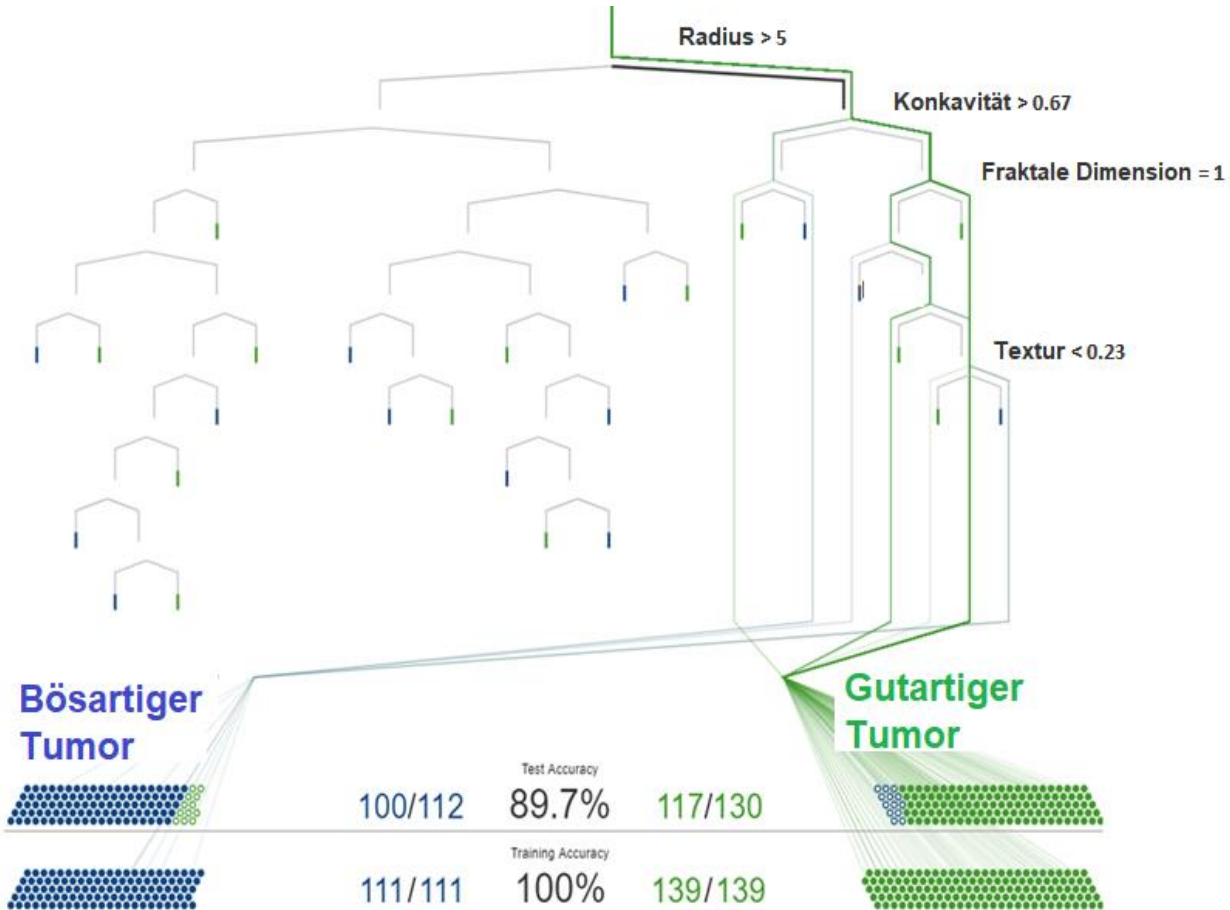 Radius > 5
Konkavität > 0.67
Fraktale Dimension = 1
Textur < 0.23
Bösartiger
Tumor
Gutartiger
Tumor
Test Accuracy
100/112 89.7% 117/130
Training Accuracy
111/111 100% 139/139